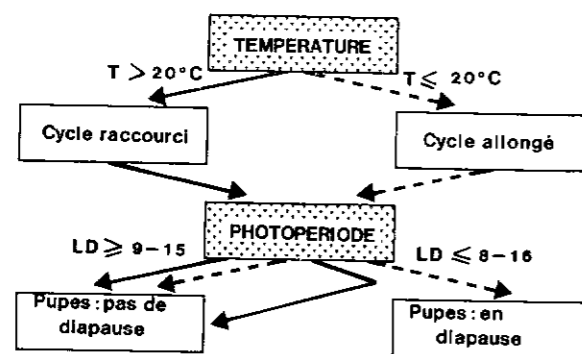 TEMPERATURE
T > 20°C
T ⩽ 20°C
Cycle raccourci
Cycle allongé
PHOTOPERIODE
LD ⩾ 9-15
LD ⩽ 8-16
Pupes : pas de
diapause
Pupes : en
diapause